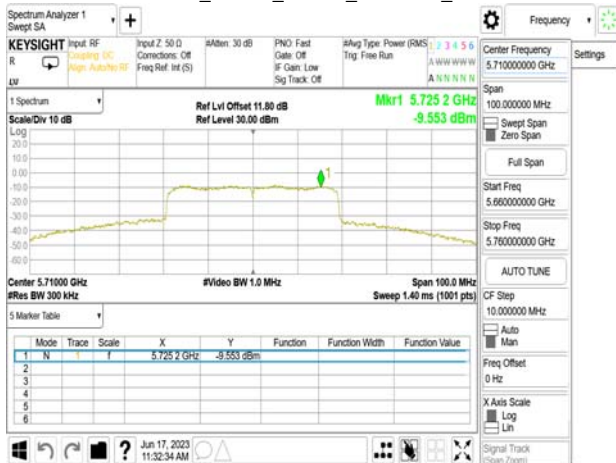 Spectrum Analyzer 1
Swept SA
+
Frequency
KEYSIGHT
R
LV
Input: RF
Coupling: DC
Align: Auto/No RF
Input Z: 50 Ω
Corrections: Off
Freq Ref: Int (S)
#Atten: 30 dB
PNO: Fast
Gate: Off
IF Gain: Low
Sig Track: Off
#Avg Type: Power (RMS)
Trig: Free Run
1 2 3 4 5 6
A W W W W W
A N N N N N
Center Frequency
5.710000000 GHz
Settings
Span
100.000000 MHz
Swept Span
Zero Span
Full Span
Start Freq
5.660000000 GHz
Stop Freq
5.760000000 GHz
AUTO TUNE
CF Step
10.000000 MHz
Auto
Man
Freq Offset
0 Hz
X Axis Scale
Log
Lin
Signal Track
(Span Zoom)
1 Spectrum
Scale/Div 10 dB
Ref Lvl Offset 11.80 dB
Ref Level 30.00 dBm
Mkr1 5.725 2 GHz
-9.553 dBm
Log
20.0
10.0
0.00
-10.0
-20.0
-30.0
-40.0
-50.0
-60.0
1
Center 5.71000 GHz
#Res BW 300 kHz
#Video BW 1.0 MHz
Span 100.0 MHz
Sweep 1.40 ms (1001 pts)
5 Marker Table
Mode Trace Scale X Y Function Function Width Function Value
1 N 1 f 5.725 2 GHz -9.553 dBm
2
3
4
5
6
?
Jun 17, 2023
11:32:34 AM